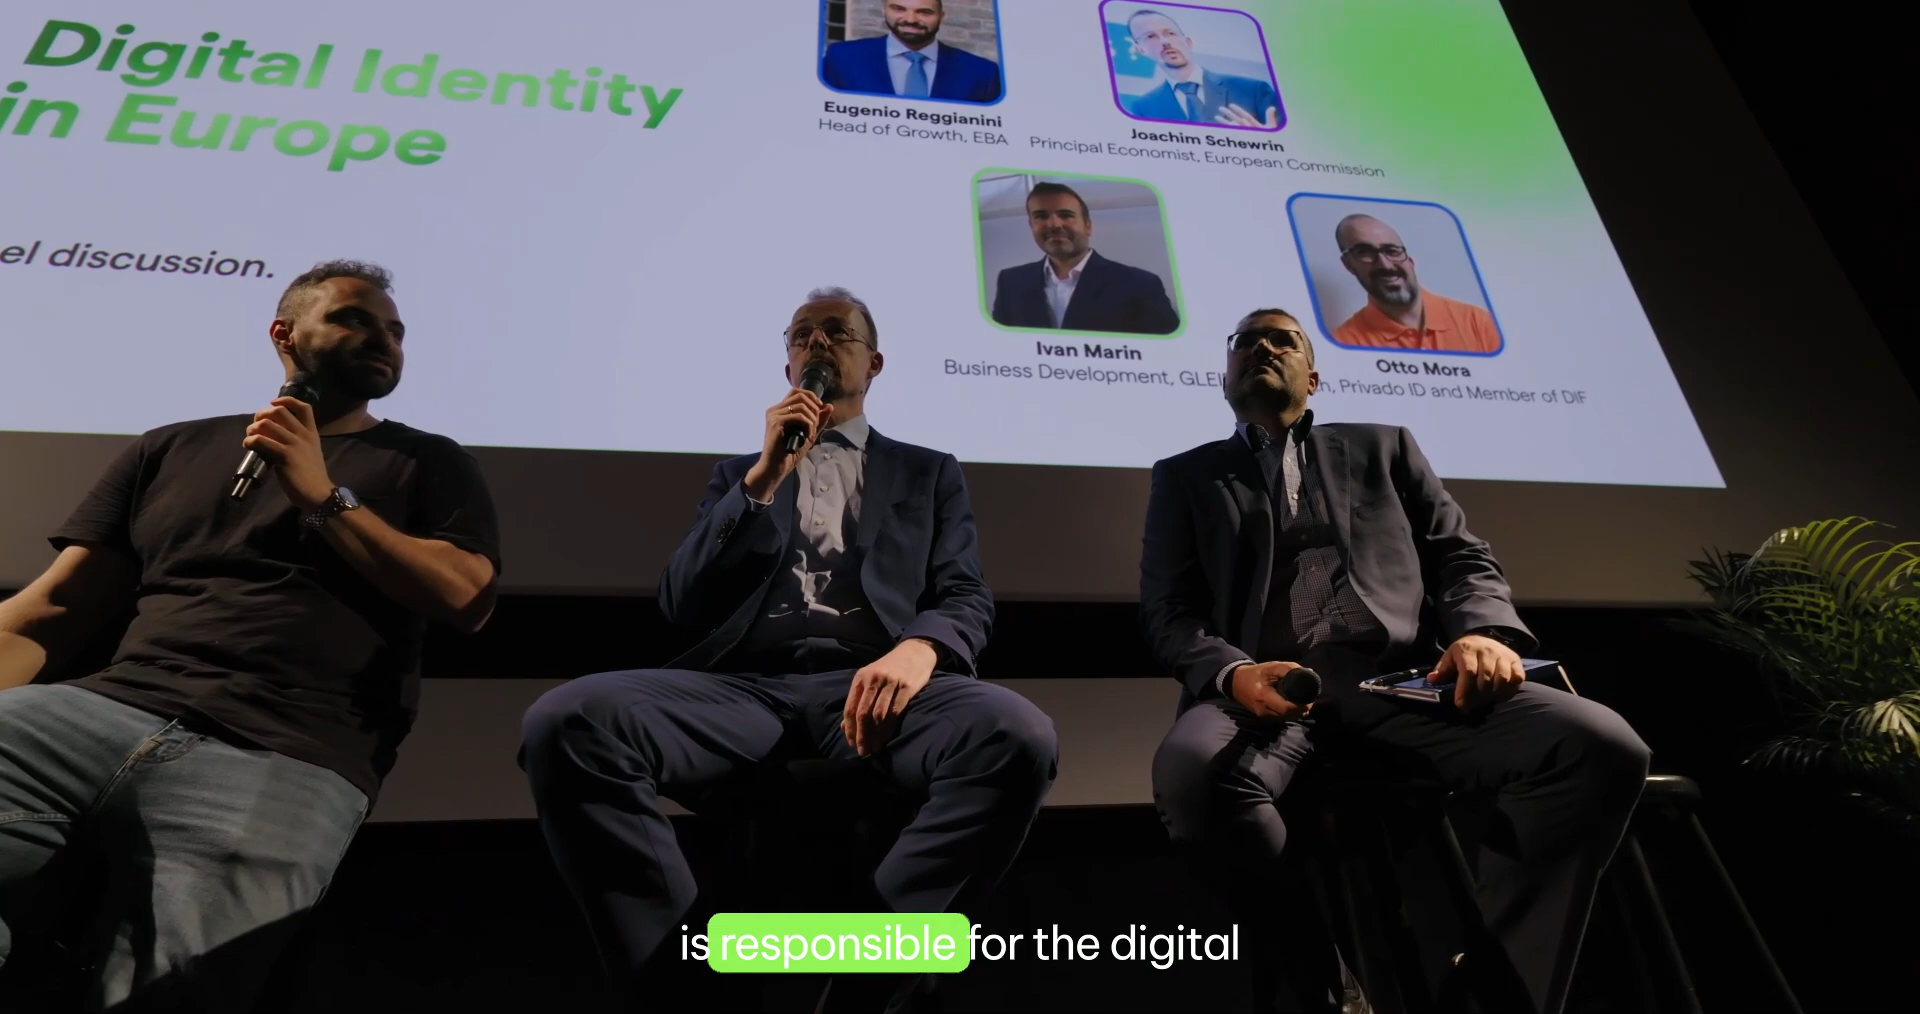 Digital Identity
in Europe
el discussion.
Eugenio Reggianini
Head of Growth, EBA
Joachim Schewrin
Principal Economist, European Commission
Ivan Marin
Business Development, GLEI
Otto Mora
h, Privado ID and Member of DIF
is responsible for the digital